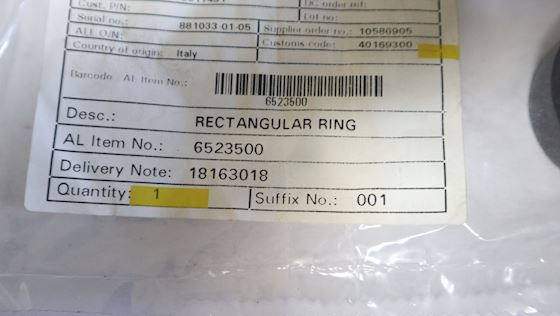 Cust. P/N: DC order ref:
Serial no.: 881033-01-05 Lot no:
ALF O/N: Supplier order no.: 10586905
Country of origin: Italy Customs code: 40169300
Barcode AL Item No.:
6523500
Desc.: RECTANGULAR RING
AL Item No.: 6523500
Delivery Note: 18163018
Quantity: 1 Suffix No.: 001